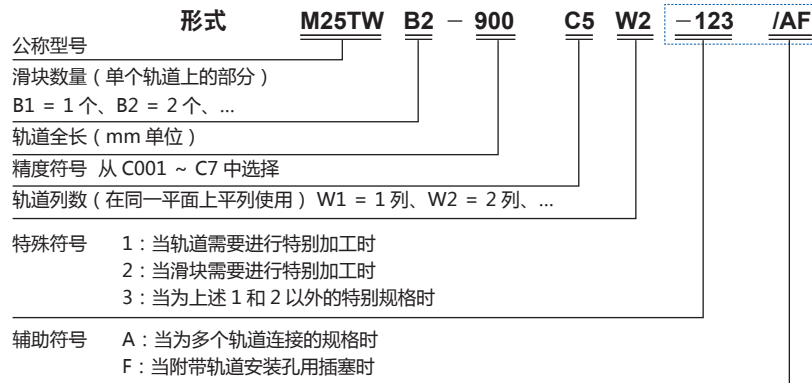 形式 M25TW B2 － 900 C5 W2 －123 /AF
公称型号
滑块数量 ( 单个轨道上的部分 )
B1 = 1 个、B2 = 2 个、...
轨道全长 ( mm 单位 )
精度符号 从 C001 ~ C7 中选择
轨道列数 ( 在同一平面上平列使用 ) W1 = 1 列、W2 = 2 列、...
特殊符号 1 : 当轨道需要进行特别加工时
2 : 当滑块需要进行特别加工时
3 : 当为上述 1 和 2 以外的特别规格时
辅助符号 A : 当为多个轨道连接的规格时
F : 当附带轨道安装孔用插塞时